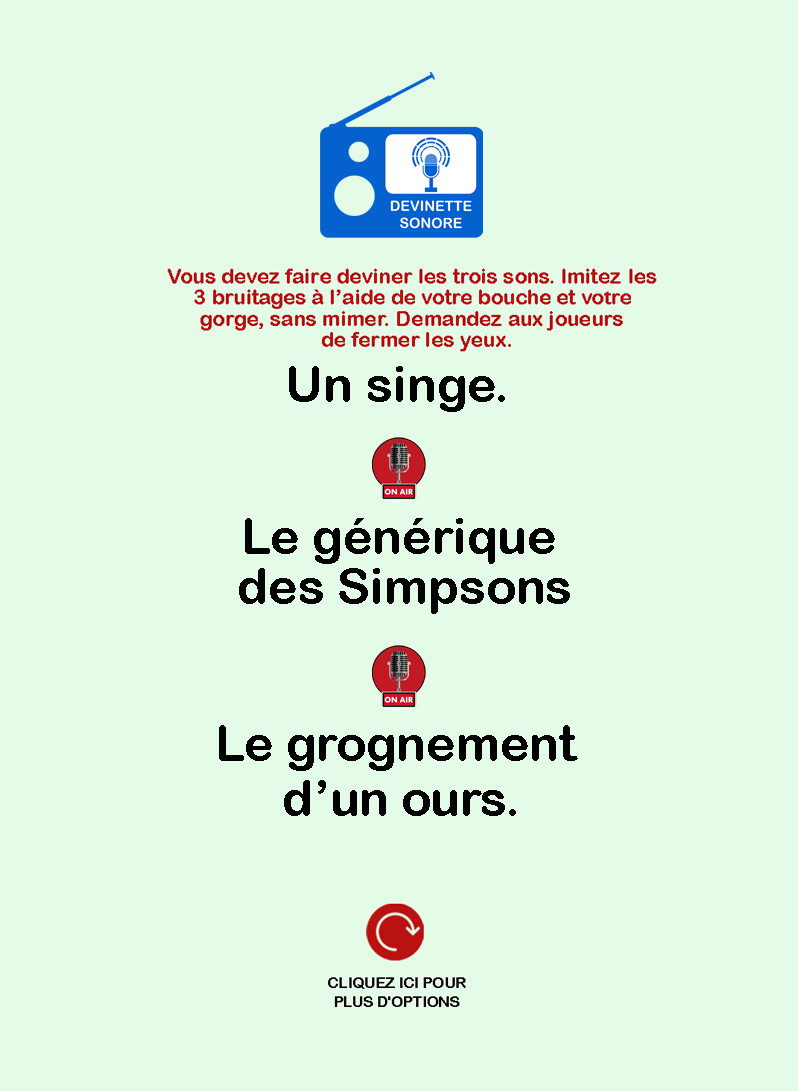 DEVINETTE
SONORE
Vous devez faire deviner les trois sons. Imitez les
3 bruitages à l’aide de votre bouche et votre
gorge, sans mimer. Demandez aux joueurs
de fermer les yeux.
Un singe.
ON AIR
Le générique
des Simpsons
ON AIR
Le grognement
d’un ours.
CLIQUEZ ICI POUR
PLUS D'OPTIONS